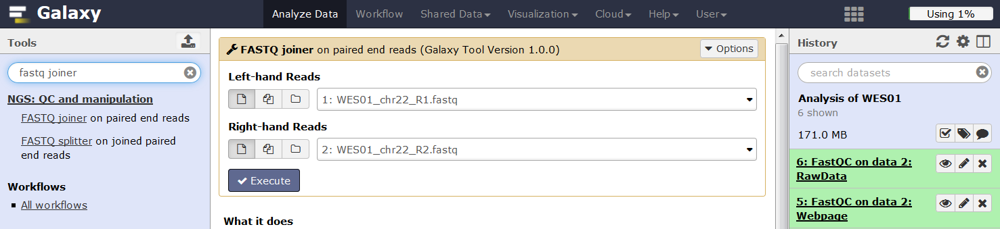 Galaxy
Analyze Data Workflow Shared Data Visualization Cloud Help User
Using 1%
Tools
fastq joiner
NGS: QC and manipulation
FASTQ joiner on paired end reads
FASTQ splitter on joined paired
end reads
Workflows
All workflows
FASTQ joiner on paired end reads (Galaxy Tool Version 1.0.0)
Options
Left-hand Reads
1: WES01_chr22_R1.fastq
Right-hand Reads
2: WES01_chr22_R2.fastq
Execute
What it does
History
search datasets
Analysis of WES01
6 shown
171.0 MB
6: FastQC on data 2:
RawData
5: FastQC on data 2:
Webpage